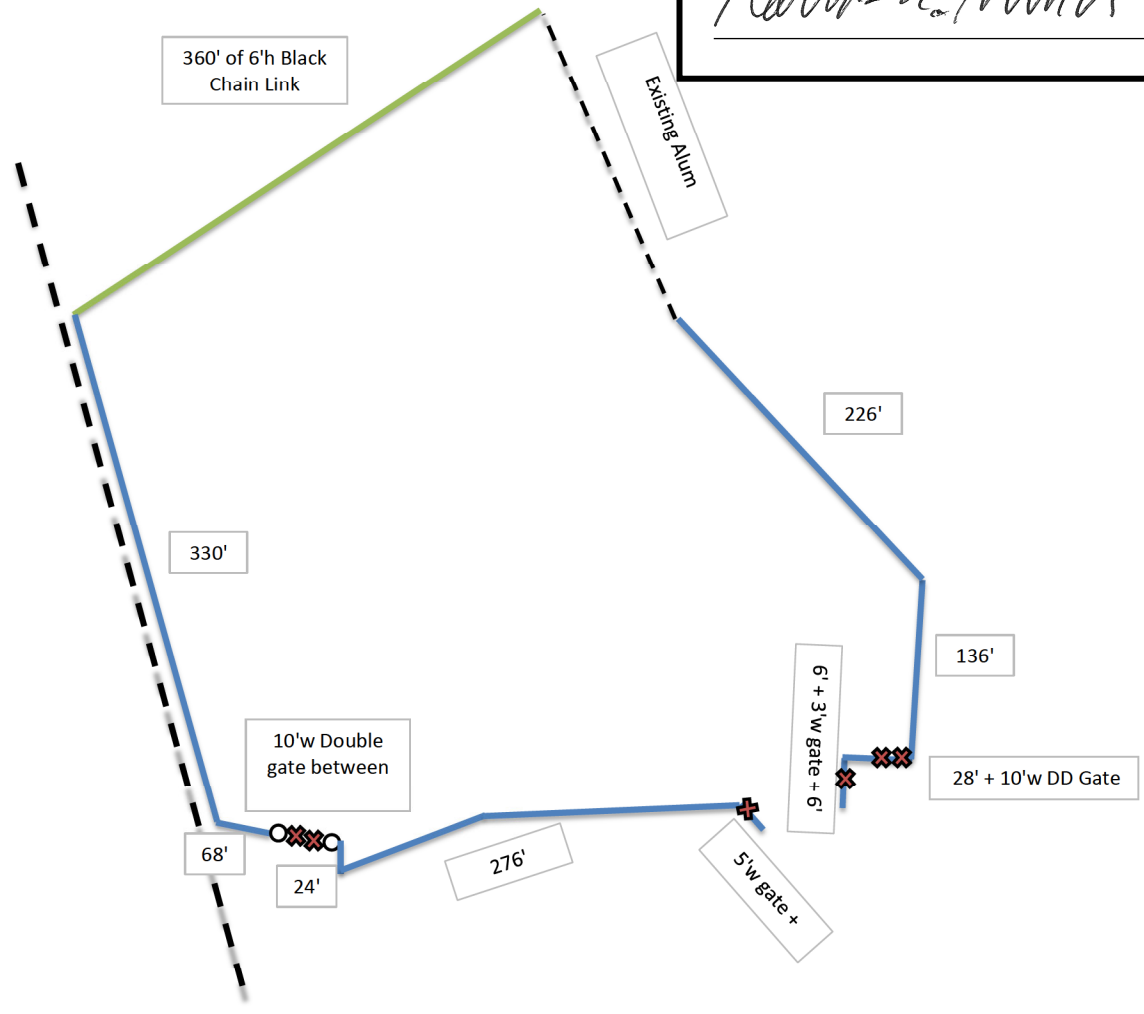 360' of 6'h Black
Chain Link
Existing Alum
226'
330'
136'
6' + 3'w gate + 6'
10'w Double
gate between
28' + 10'w DD Gate
68'
24'
276'
5'w gate +